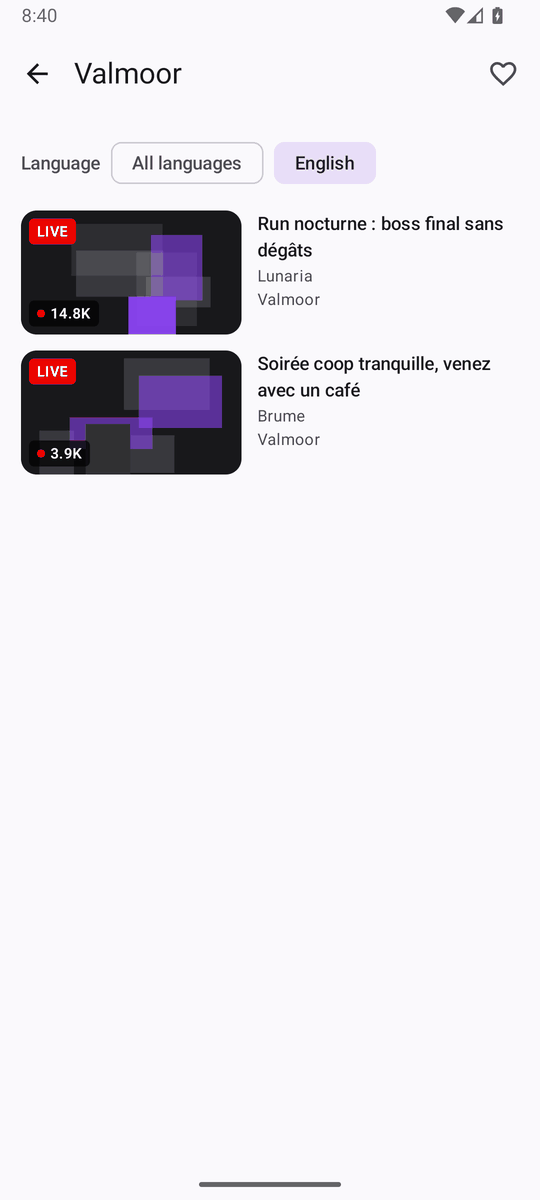 8:40
Valmoor
Language
All languages
English
LIVE
14.8K
Run nocturne : boss final sans
dégâts
Lunaria
Valmoor
LIVE
3.9K
Soirée coop tranquille, venez
avec un café
Brume
Valmoor